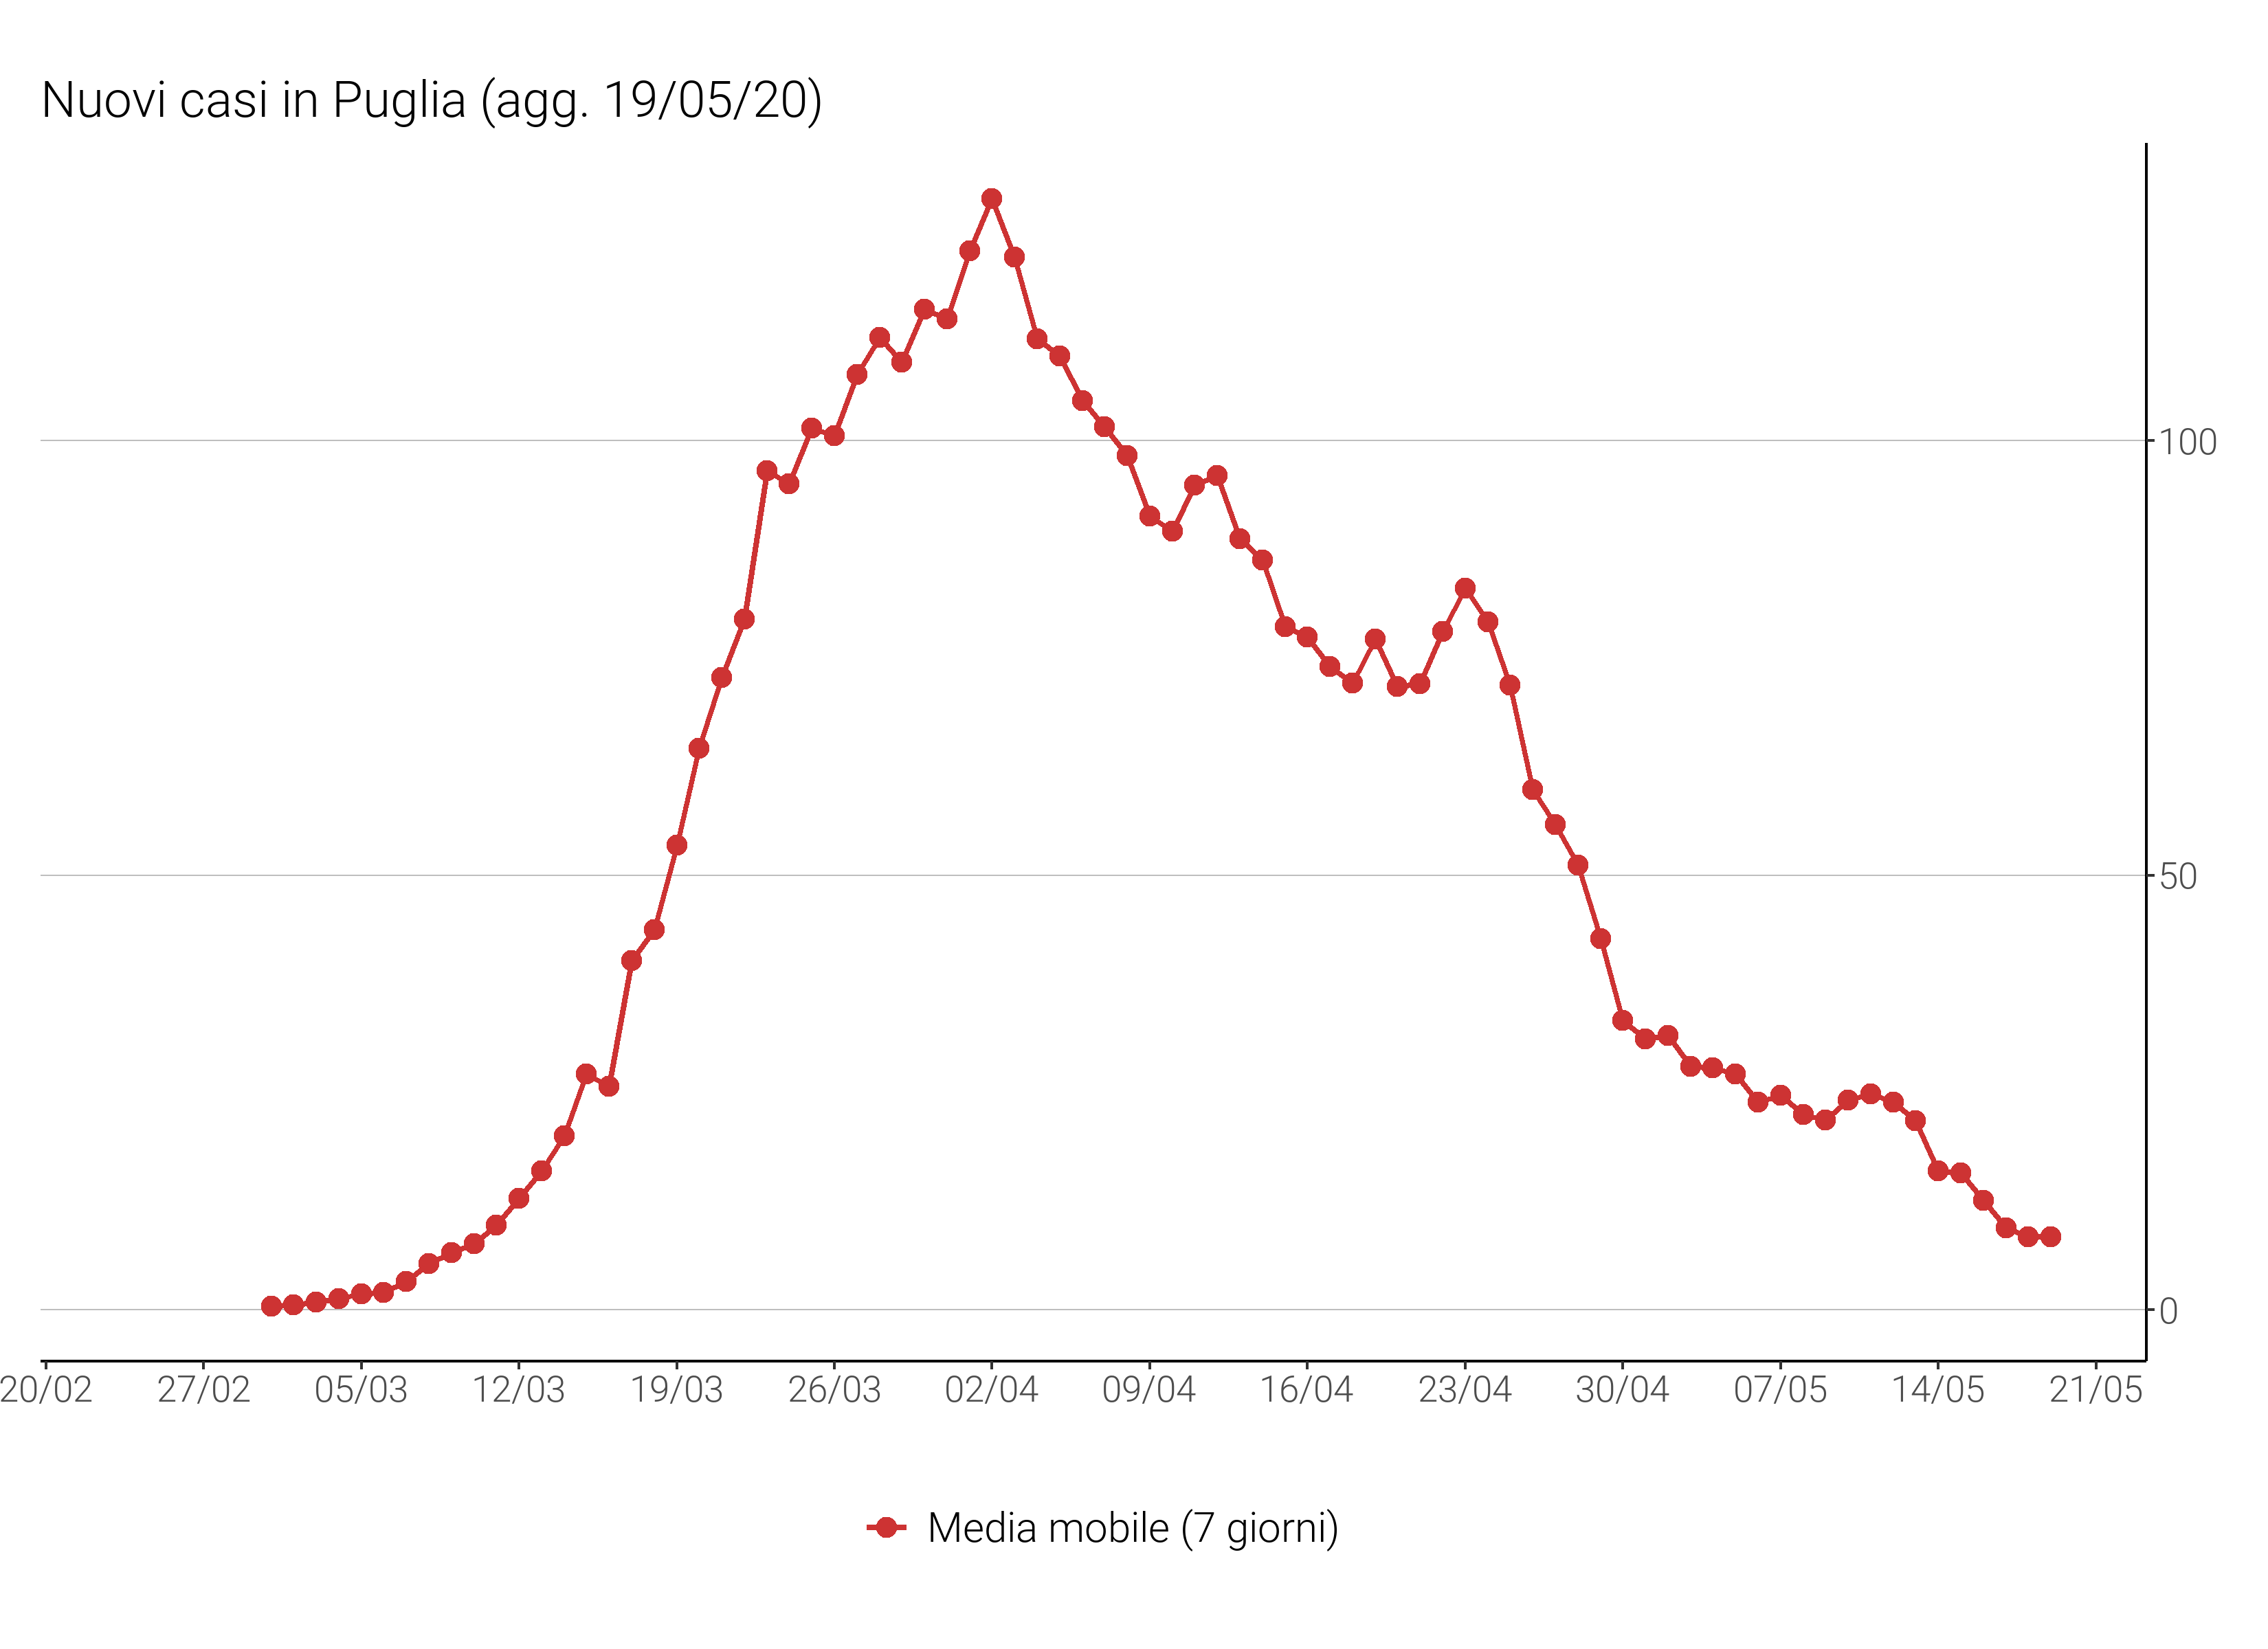 Nuovi casi in Puglia (agg. 19/05/20)
100
50
0
20/02 27/02 05/03 12/03 19/03 26/03 02/04 09/04 16/04 23/04 30/04 07/05 14/05 21/05
Media mobile (7 giorni)